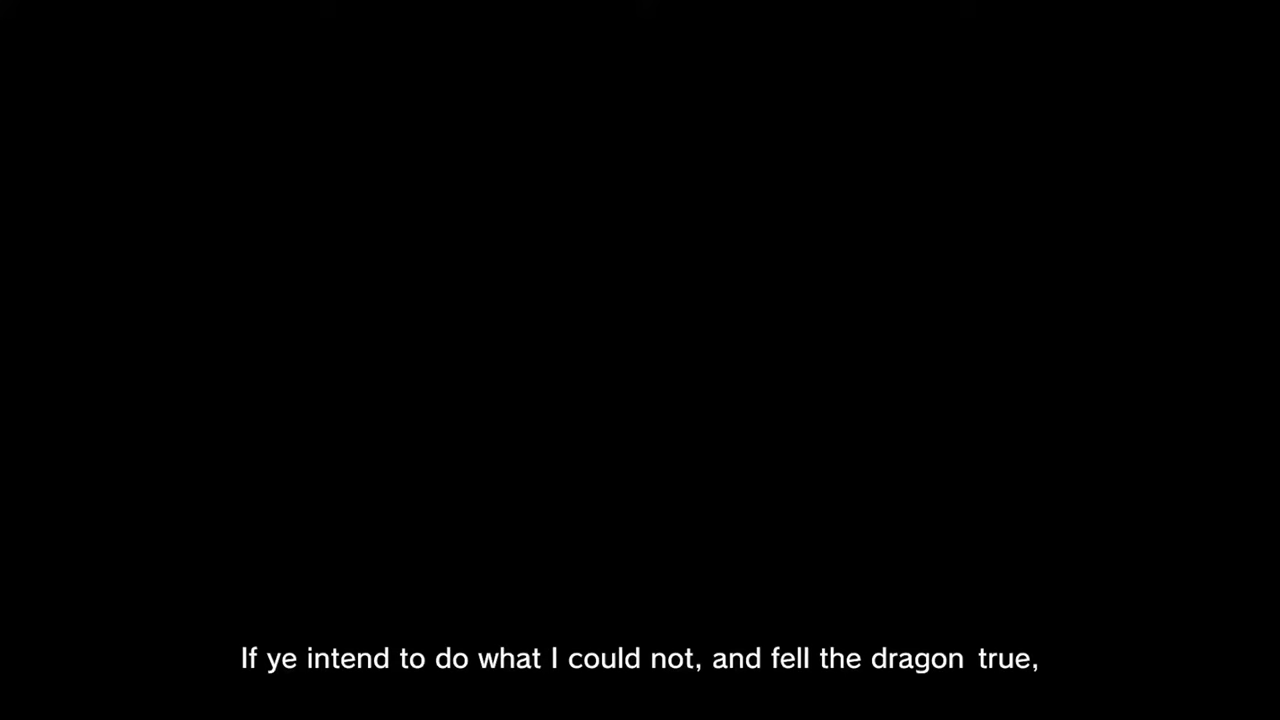 If ye intend to do what I could not, and fell the dragon true,